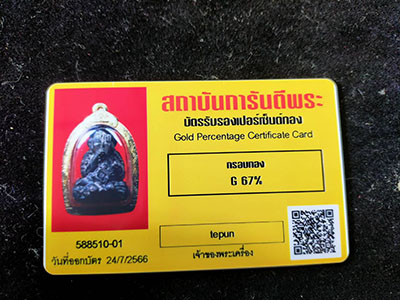 สถาบันการันตีพระ
บัตรรับรองเปอร์เซ็นต์ทอง
Gold Percentage Certificate Card
กรอบทอง
G 67%
588510-01
วันที่ออกบัตร 24/7/2566
tepun
เจ้าของพระเครื่อง